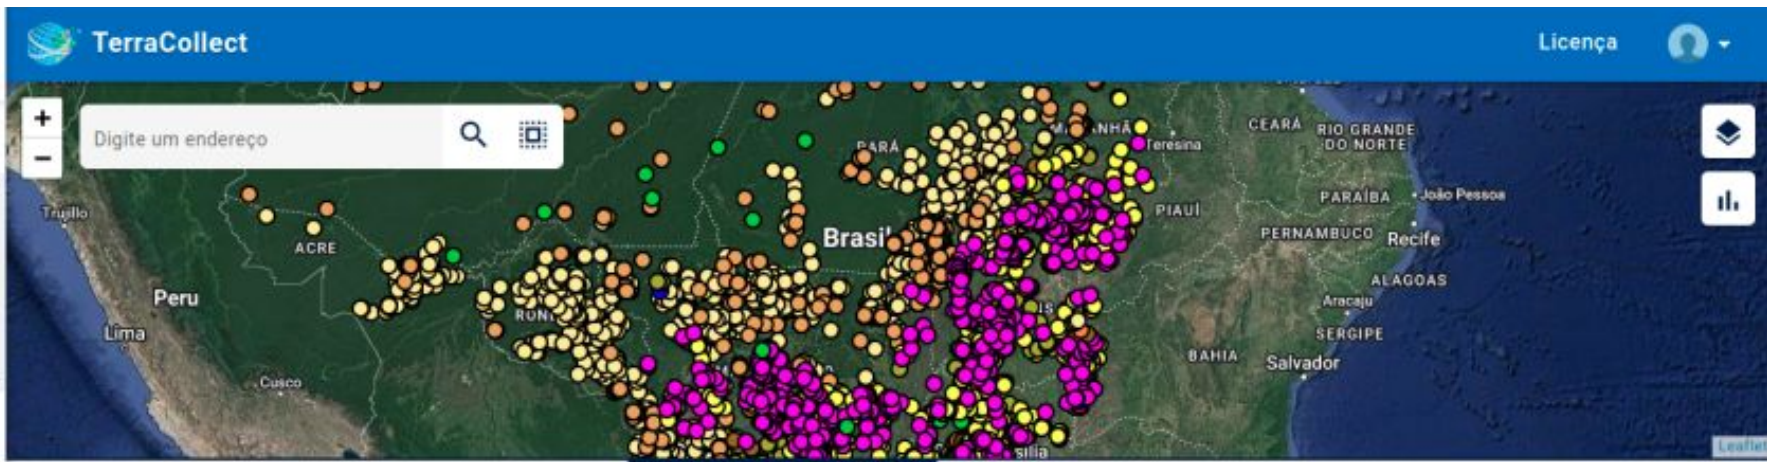 TerraCollect
Licença
+
Digite um endereço
−
PARÁ
Teresina
CEARÁ
RIO GRANDE
DO NORTE
Trujillo
ACRE
Brasil
PIAUÍ
PARAÍBA
João Pessoa
PERNAMBUCO
Recife
Peru
ALAGOAS
Aracaju
Lima
SERGIPE
BAHIA
Salvador
Cusco
Leaflet